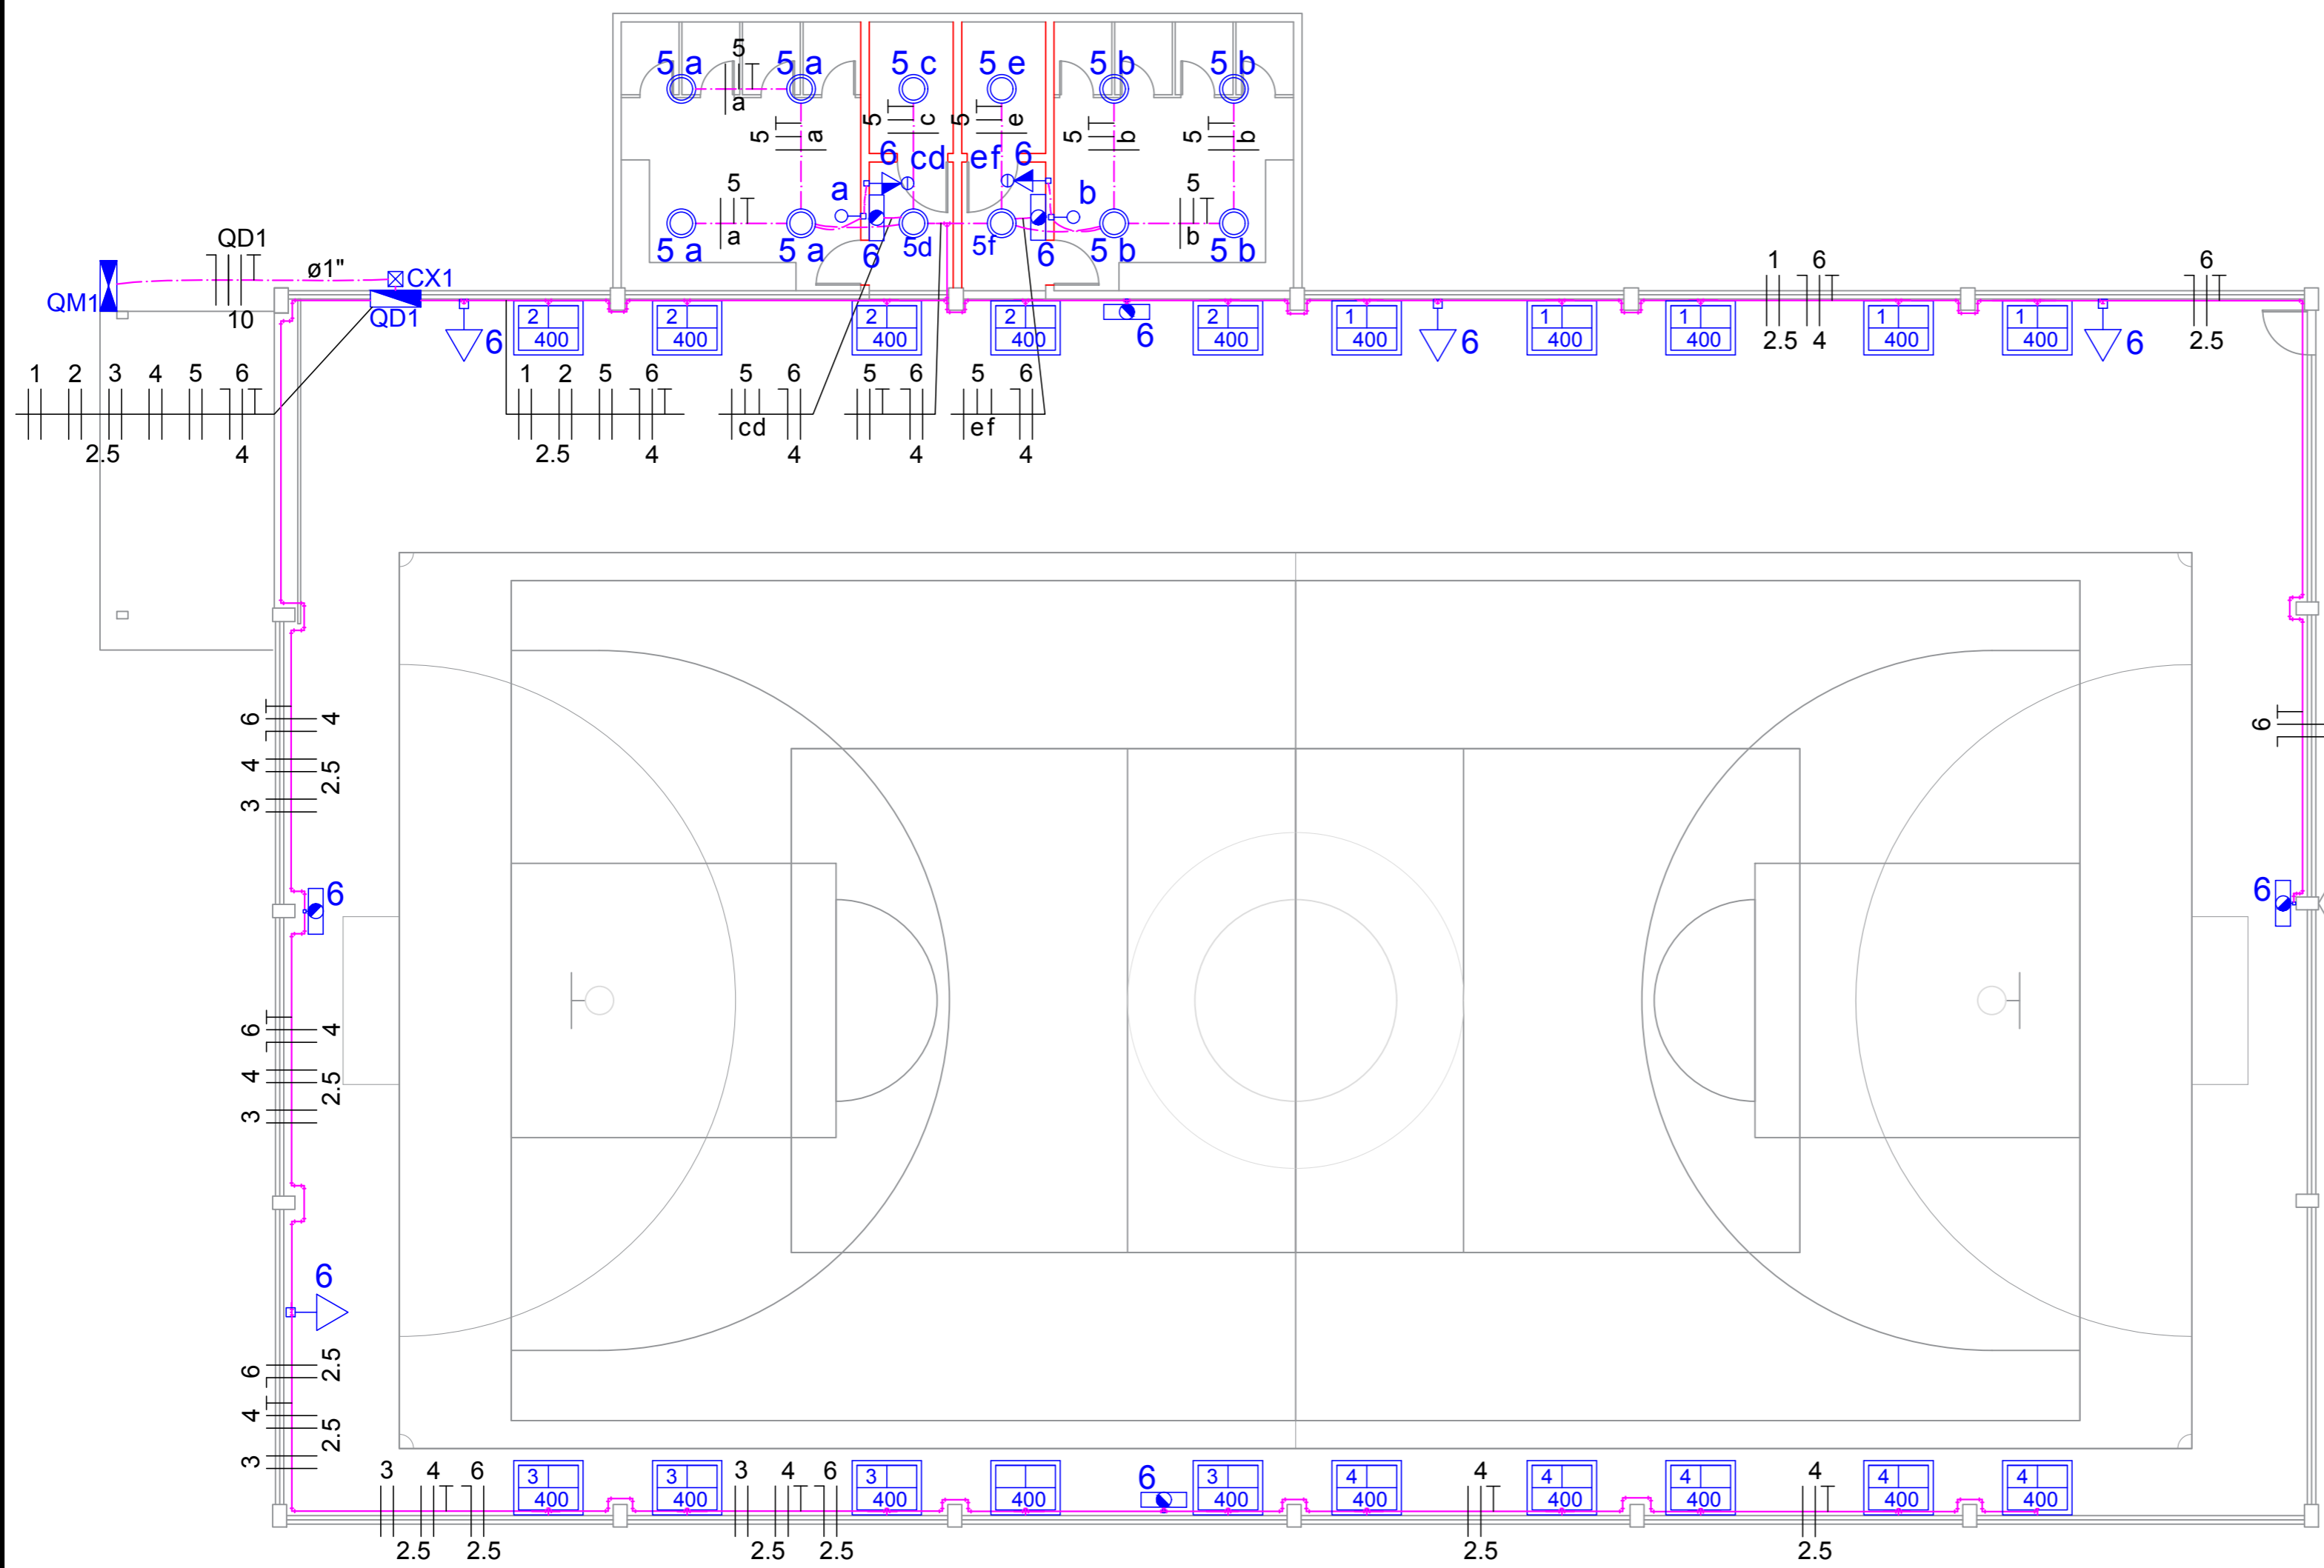 5 a 5 5 a 5 c 5 e 5 b 5 b
a
5 a 5 c 5 e 5 b 5 b
6 cd ef 6
a b
5 5
a b
5 a 5 a 5d 5f 5 b 5 b
6 6
QD1
ø1" CX1
QM1
10 QD1
1 6 6
2.5 4 2.5
6 2 2 2 2 6 2 1 6 1 1 1 1 6
400 400 400 400 400 400 400 400 400 400
1 2 3 4 5 6
2.5 4
1 2 5 6
2.5 4
5 6
cd
4
5 6
4
5 6
ef
4
6 4
4 2.5
3
6
6
6
6 4
4 2.5
3
6
6 2.5
4 2.5
3
3 4 6 3 4 6 4 4
2.5 2.5 2.5 2.5 2.5 2.5
3 3 3 6 3 4 4 4 4 4
400 400 400 400 400 400 400 400 400 400